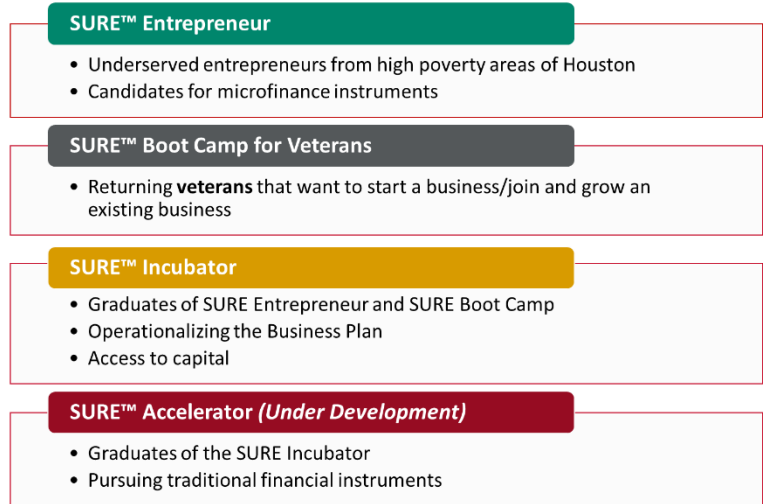 SURE™ Entrepreneur
• Underserved entrepreneurs from high poverty areas of Houston
• Candidates for microfinance instruments
SURE™ Boot Camp for Veterans
• Returning veterans that want to start a business/join and grow an
existing business
SURE™ Incubator
• Graduates of SURE Entrepreneur and SURE Boot Camp
• Operationalizing the Business Plan
• Access to capital
SURE™ Accelerator (Under Development)
• Graduates of the SURE Incubator
• Pursuing traditional financial instruments